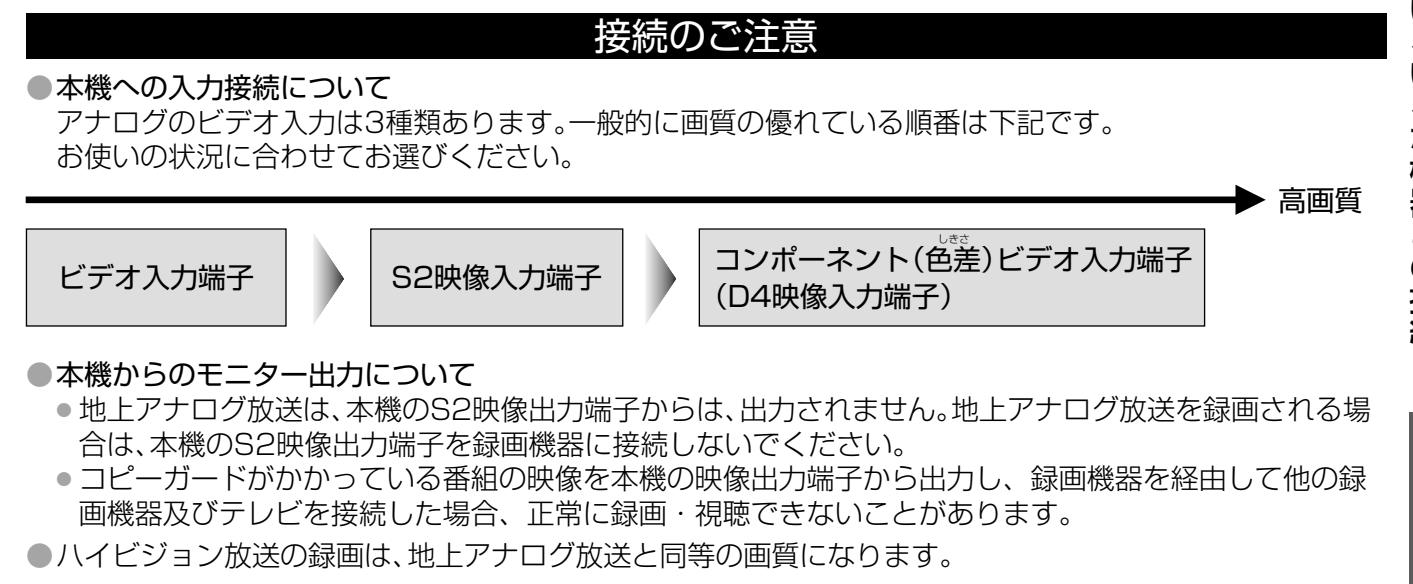 接続のご注意
●本機への入力接続について
アナログのビデオ入力は3種類あります。一般的に画質の優れている順番は下記です。
お使いの状況に合わせてお選びください。
高画質
ビデオ入力端子
S2映像入力端子
しきさ
コンポーネント(色差)ビデオ入力端子
(D4映像入力端子)
●本機からのモニター出力について
●地上アナログ放送は、本機のS2映像出力端子からは、出力されません。地上アナログ放送を録画される場
合は、本機のS2映像出力端子を録画機器に接続しないでください。
●コピーガードがかかっている番組の映像を本機の映像出力端子から出力し、録画機器を経由して他の録
画機器及びテレビを接続した場合、正常に録画・視聴できないことがあります。
●ハイビジョン放送の録画は、地上アナログ放送と同等の画質になります。